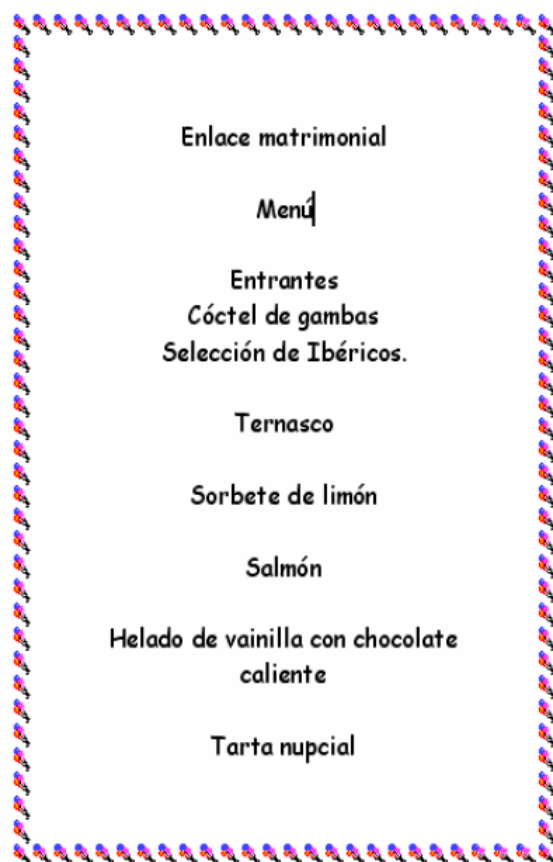 Enlace matrimonial
Menú
Entrantes
Cóctel de gambas
Selección de Ibéricos.
Ternasco
Sorbete de limón
Salmón
Helado de vainilla con chocolate
caliente
Tarta nupcial